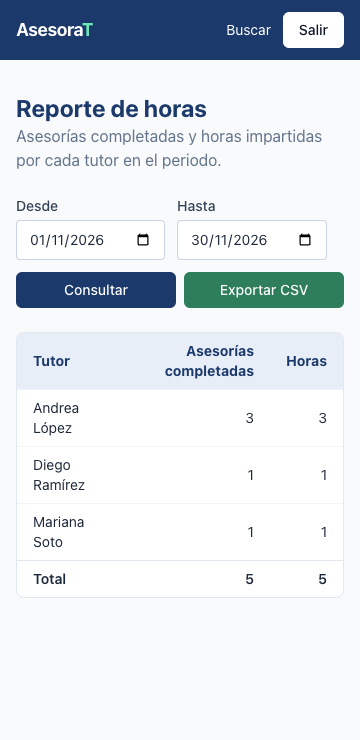 AsesoraT Buscar Salir
Reporte de horas
Asesorías completadas y horas impartidas
por cada tutor en el periodo.
Desde Hasta
01/11/2026 30/11/2026
Consultar Exportar CSV
Tutor Asesorías completadas Horas
Andrea López 3 3
Diego Ramírez 1 1
Mariana Soto 1 1
Total 5 5